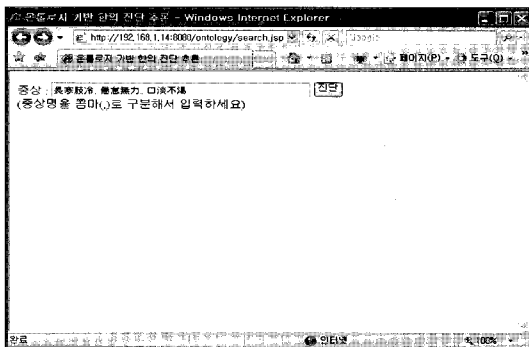 온톨로지 기반 한의 진단 추론 - Windows Internet Explorer
http://192.168.1.14:8080/ontology/search.jsp
Google
온톨로지 기반 한의 진단 추론
페이지(P)
도구(O)
증상 : 畏寒肢冷, 倦怠無力, 口淡不渴
진단
(증상명을 콤마(,)로 구분해서 입력하세요)
완료
인터넷
100%